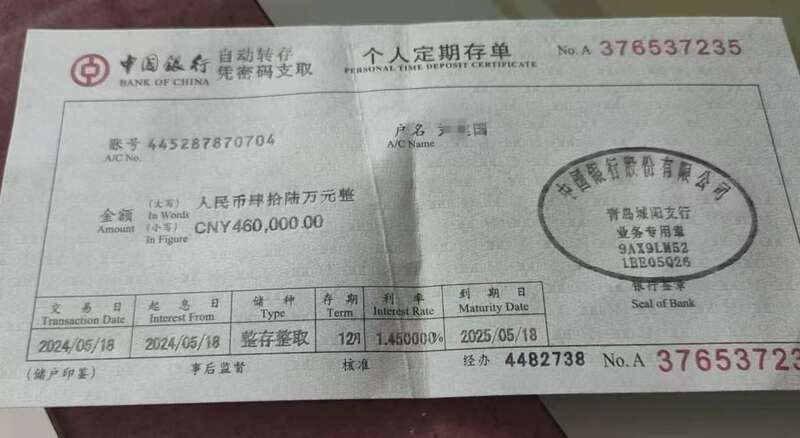 中国银行 自动转存 个人定期存单 No. A 376537235
BANK OF CHINA 凭密码支取 PERSONAL TIME DEPOSIT CERTIFICATE
账号 445287870704
A/C No.
户名 国
A/C Name
金额 (大写) 人民币肆拾陆万元整
Amount In Words
(小写) CNY460,000.00
In Figure
中国银行股份有限公司
青岛城阳支行
业务专用章
9AX9LM52
1BE05Q26
银行签章
Seal of Bank
交易日 起息日 储种 存期 利率 到期日
Transaction Date Interest From Type Term Interest Rate Maturity Date
2024/05/18 2024/05/18 整存整取 12月 1.450000% 2025/05/18
(储户印鉴) 事后监督 核准 经办 4482738 No. A 37653723